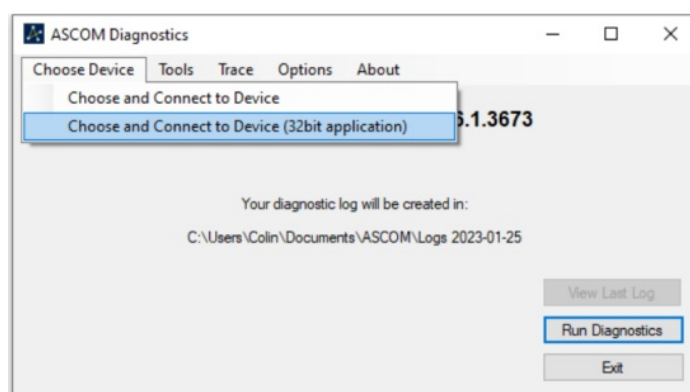 ASCOM Diagnostics
Choose Device Tools Trace Options About
Choose and Connect to Device
Choose and Connect to Device (32bit application)
.1.3673
Your diagnostic log will be created in:
C:\Users\Colin\Documents\ASCOM\Logs 2023-01-25
View Last Log
Run Diagnostics
Exit